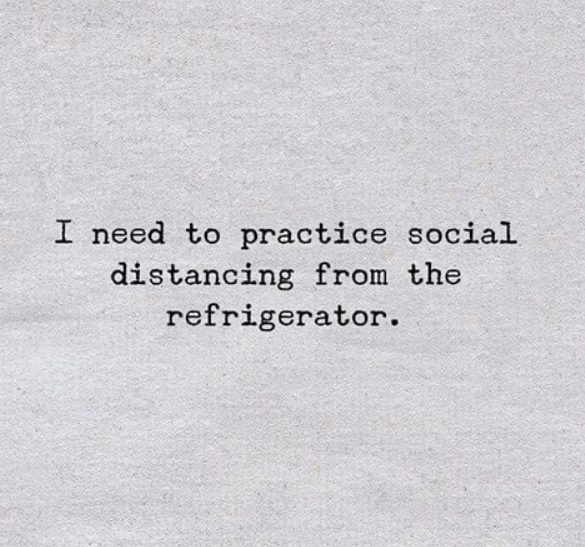 I need to practice social
distancing from the
refrigerator.